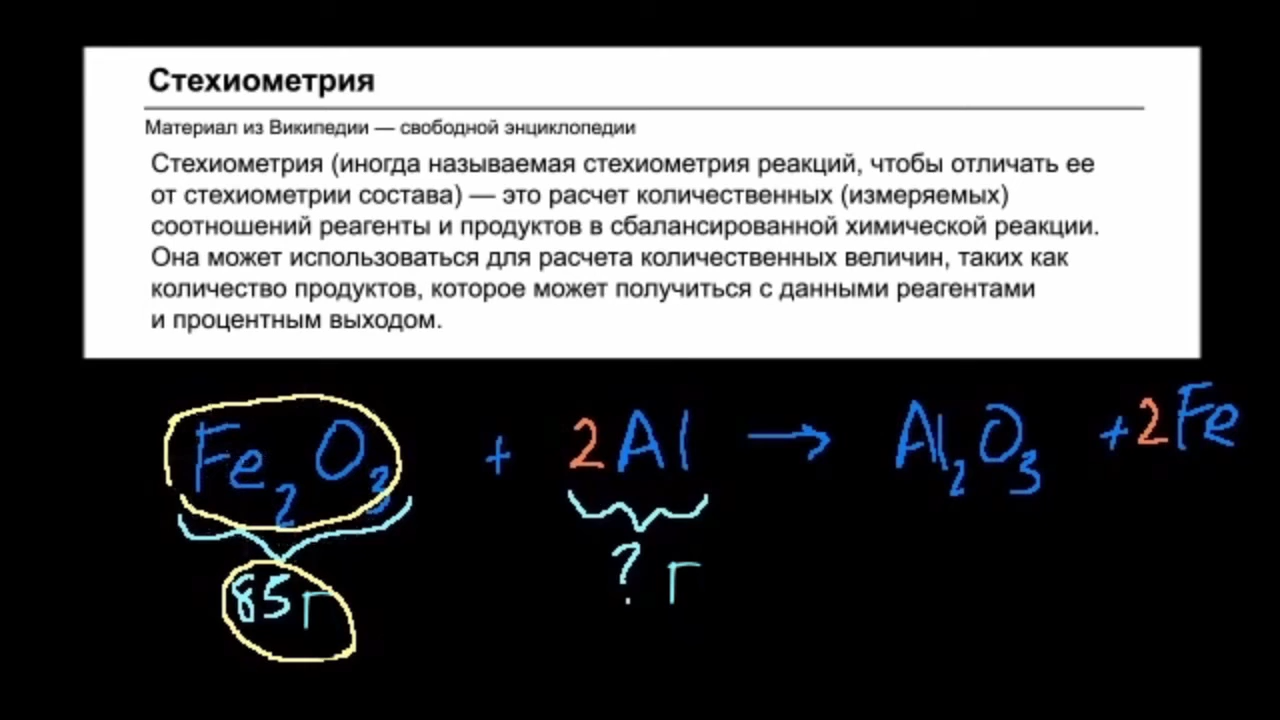 Стехиометрия
Материал из Википедии — свободной энциклопедии
Стехиометрия (иногда называемая стехиометрия реакций, чтобы отличать ее
от стехиометрии состава) — это расчет количественных (измеряемых)
соотношений реагенты и продуктов в сбалансированной химической реакции.
Она может использоваться для расчета количественных величин, таких как
количество продуктов, которое может получиться с данными реагентами
и процентным выходом.
Fe₂O₃ + 2Al → Al₂O₃ + 2Fe
85 г ? г